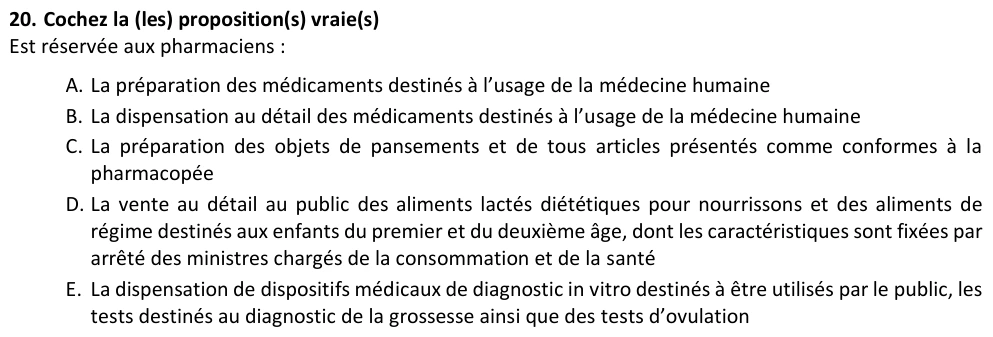 20. Cochez la (les) proposition(s) vraie(s)
Est réservée aux pharmaciens :
A. La préparation des médicaments destinés à l'usage de la médecine humaine
B. La dispensation au détail des médicaments destinés à l'usage de la médecine humaine
C. La préparation des objets de pansements et de tous articles présentés comme conformes à la
pharmacopée
D. La vente au détail au public des aliments lactés diététiques pour nourrissons et des aliments de
régime destinés aux enfants du premier et du deuxième âge, dont les caractéristiques sont fixées par
arrêté des ministres chargés de la consommation et de la santé
E. La dispensation de dispositifs médicaux de diagnostic in vitro destinés à être utilisés par le public, les
tests destinés au diagnostic de la grossesse ainsi que des tests d'ovulation